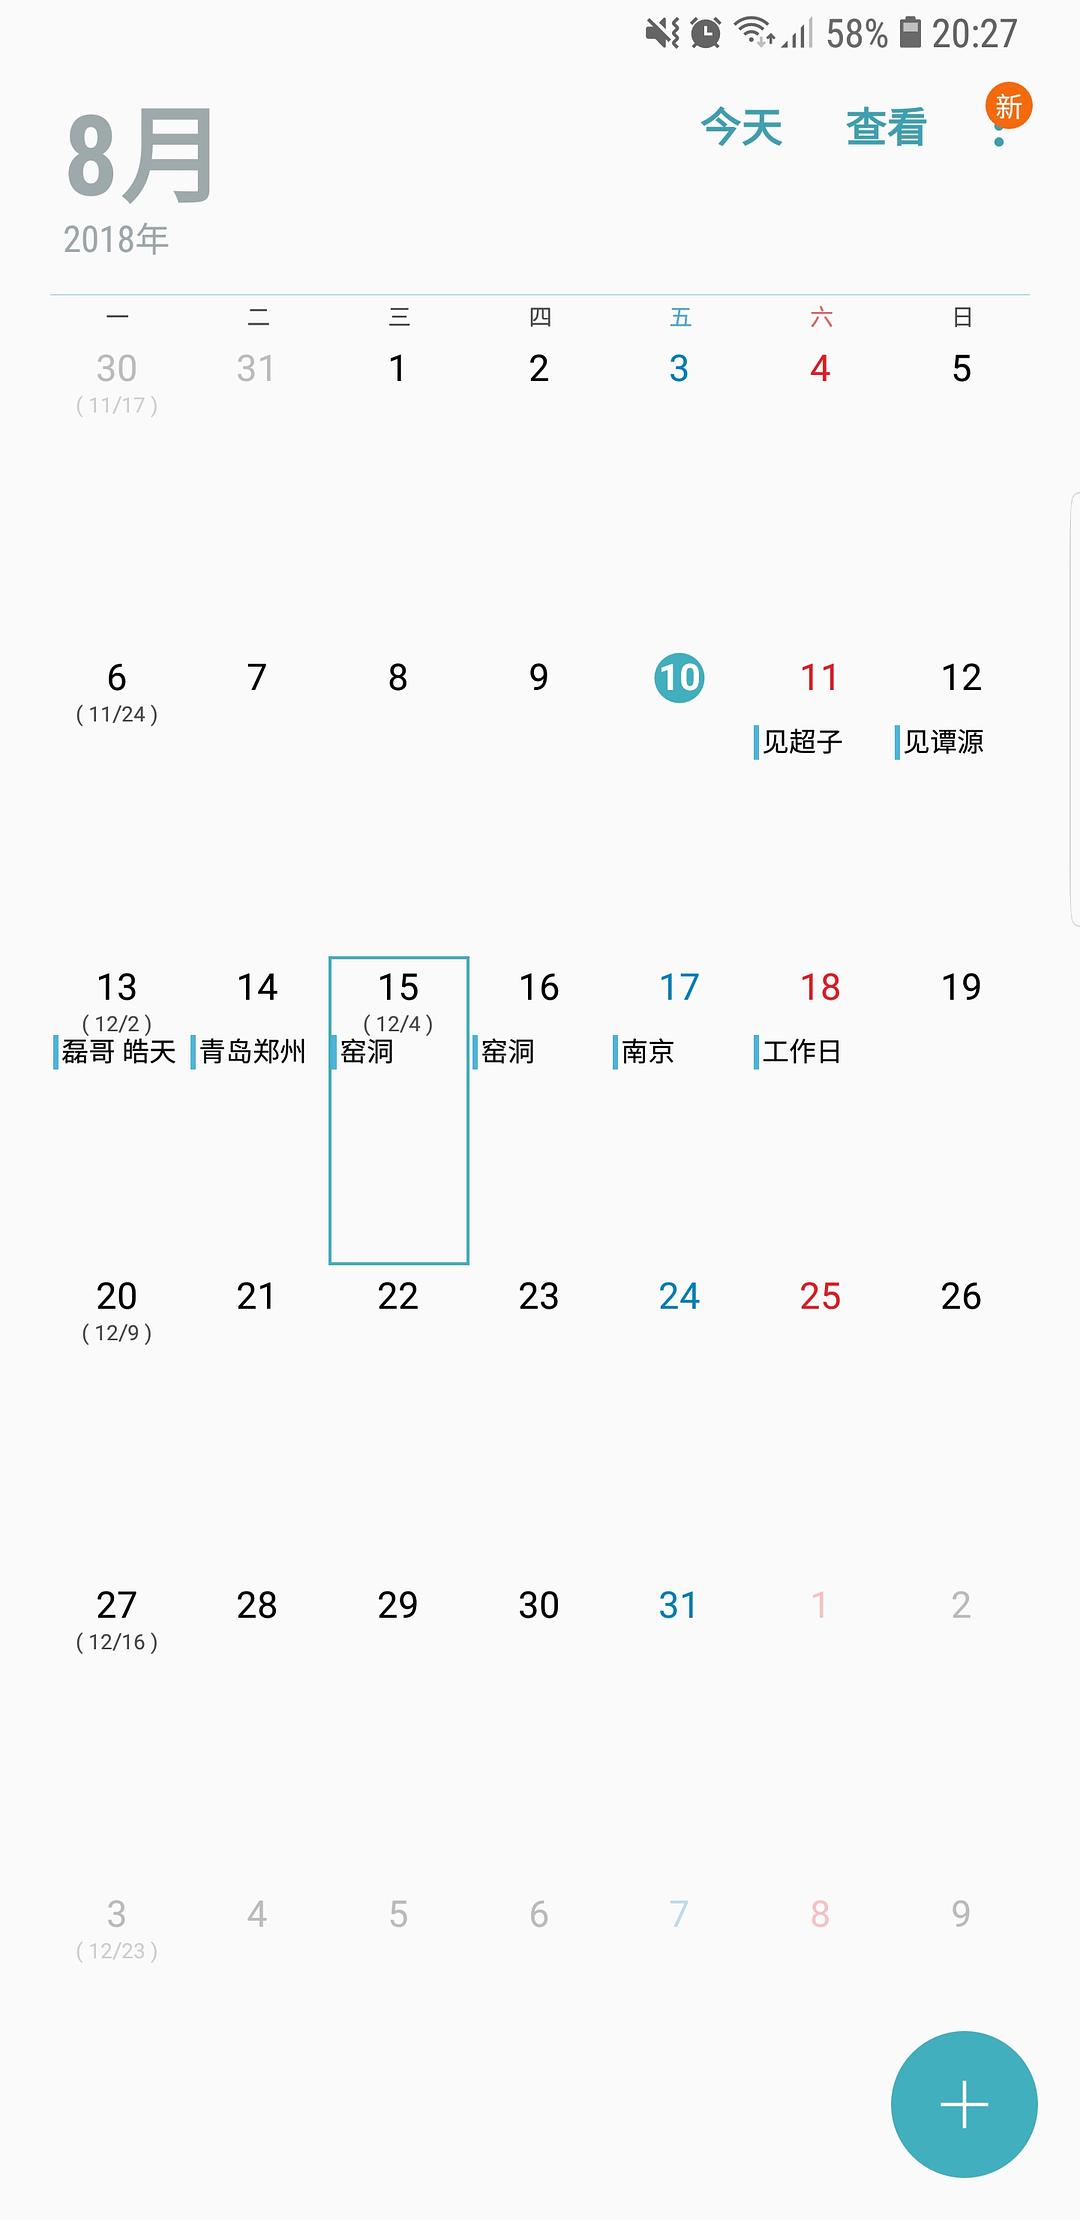 58% 20:27
8月
今天 查看 新
2018年
一 二 三 四 五 六 日
30 31 1 2 3 4 5
(11/17)
6 7 8 9 10 11 12
(11/24)
见超子 见谭源
13 14 15 16 17 18 19
(12/2) (12/4)
磊哥 皓天 青岛郑州 窑洞 窑洞 南京 工作日
20 21 22 23 24 25 26
(12/9)
27 28 29 30 31 1 2
(12/16)
3 4 5 6 7 8 9
(12/23)